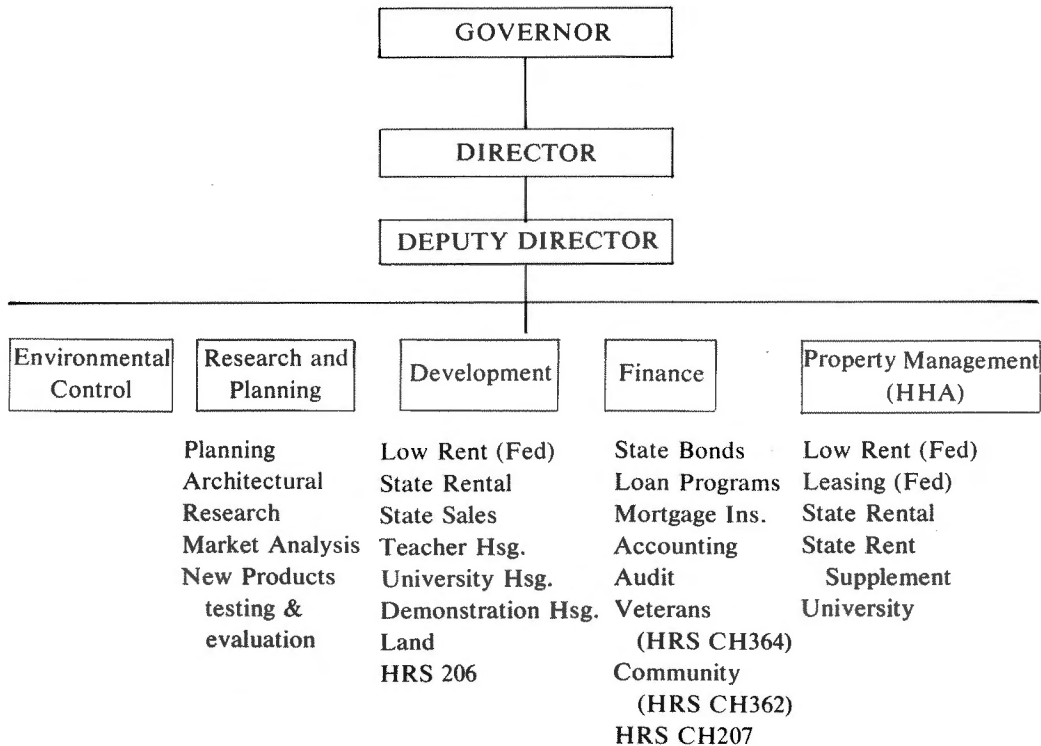 GOVERNOR
DIRECTOR
DEPUTY DIRECTOR
Environmental
Control
Research and
Planning
Planning
Architectural
Research
Market Analysis
New Products
testing &
evaluation
Development
Low Rent (Fed)
State Rental
State Sales
Teacher Hsg.
University Hsg.
Demonstration Hsg.
Land
HRS 206
Finance
State Bonds
Loan Programs
Mortgage Ins.
Accounting
Audit
Veterans
(HRS CH364)
Community
(HRS CH362)
HRS CH207
Property Management
(HHA)
Low Rent (Fed)
Leasing (Fed)
State Rental
State Rent
Supplement
University